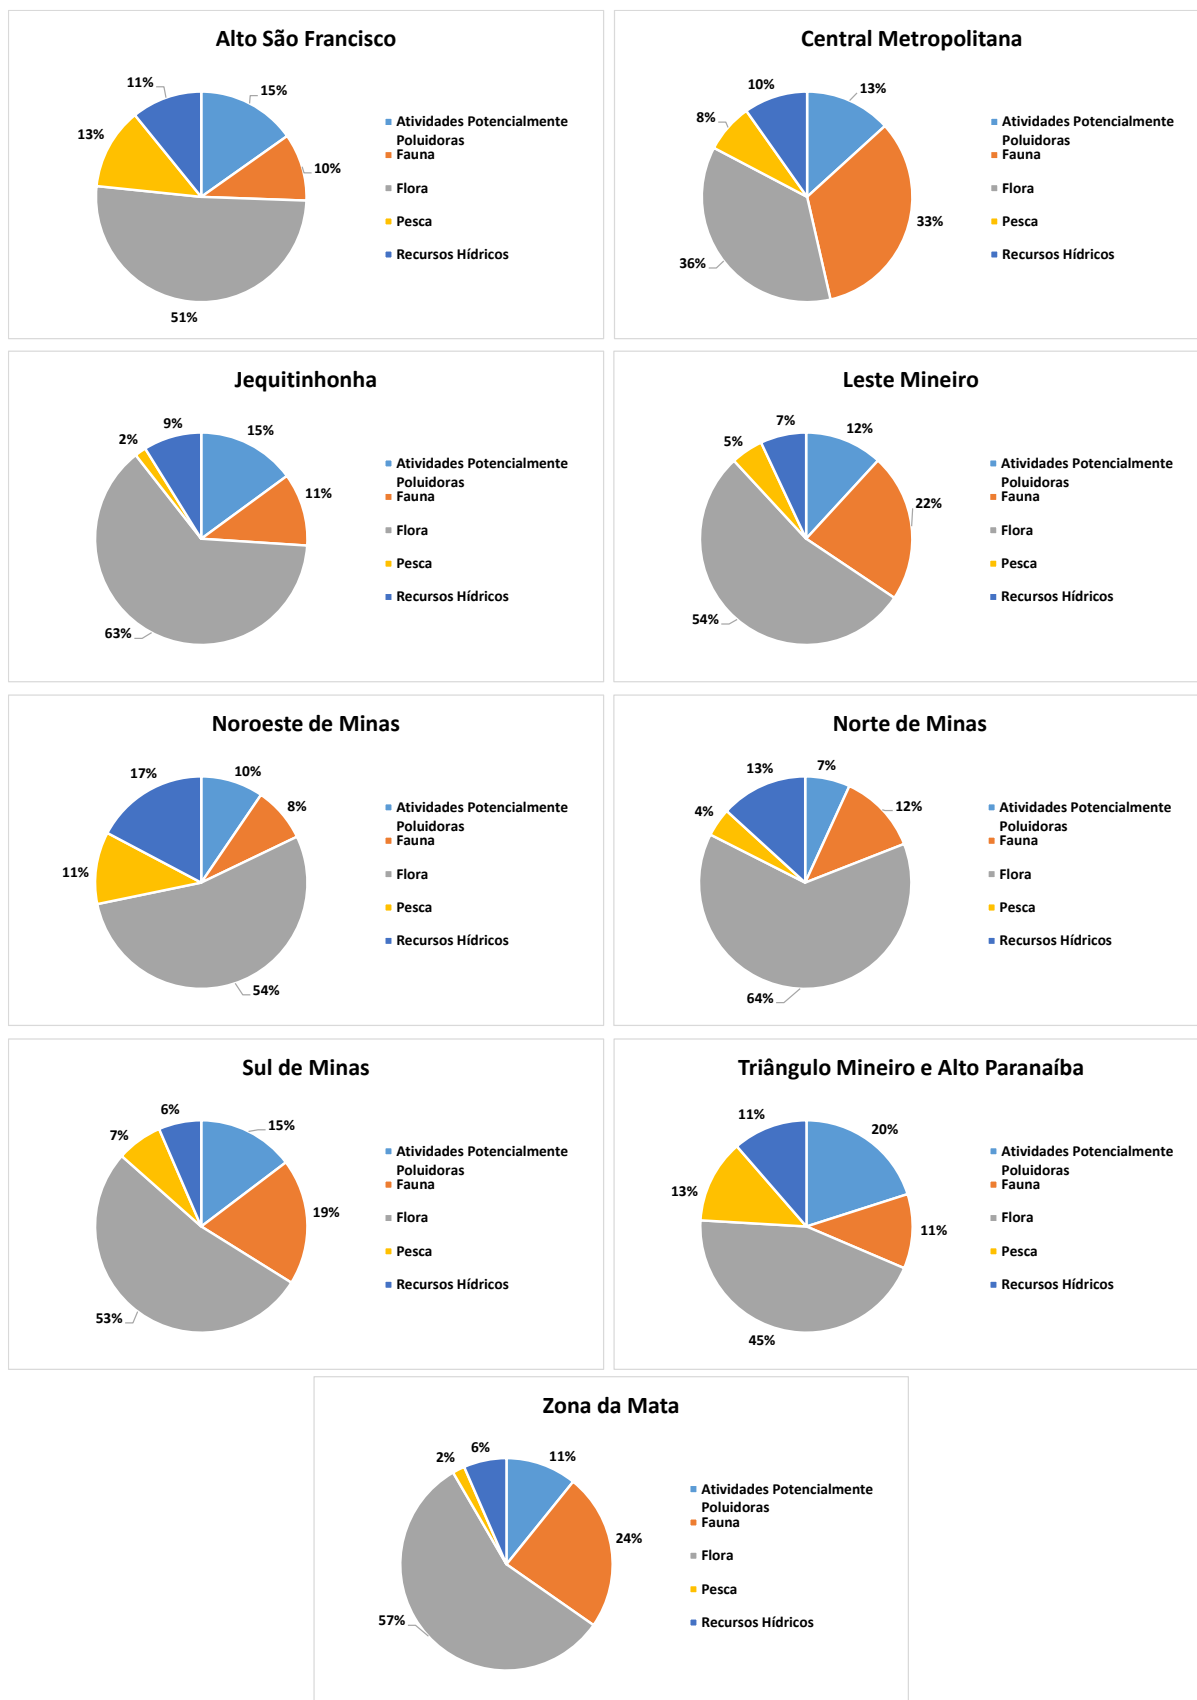 Alto São Francisco
11%
15%
13%
10%
51%
Atividades Potencialmente
Poluidoras
Fauna
Flora
Pesca
Recursos Hídricos
Central Metropolitana
10%
13%
8%
33%
36%
Atividades Potencialmente
Poluidoras
Fauna
Flora
Pesca
Recursos Hídricos
Jequitinhonha
9%
15%
2%
11%
63%
Atividades Potencialmente
Poluidoras
Fauna
Flora
Pesca
Recursos Hídricos
Leste Mineiro
7%
12%
5%
22%
54%
Atividades Potencialmente
Poluidoras
Fauna
Flora
Pesca
Recursos Hídricos
Noroeste de Minas
17%
10%
8%
11%
54%
Atividades Potencialmente
Poluidoras
Fauna
Flora
Pesca
Recursos Hídricos
Norte de Minas
13%
7%
12%
4%
64%
Atividades Potencialmente
Poluidoras
Fauna
Flora
Pesca
Recursos Hídricos
Sul de Minas
6%
15%
7%
19%
53%
Atividades Potencialmente
Poluidoras
Fauna
Flora
Pesca
Recursos Hídricos
Triângulo Mineiro e Alto Paranaíba
11%
20%
13%
11%
45%
Atividades Potencialmente
Poluidoras
Fauna
Flora
Pesca
Recursos Hídricos
Zona da Mata
6%
11%
2%
24%
57%
Atividades Potencialmente
Poluidoras
Fauna
Flora
Pesca
Recursos Hídricos